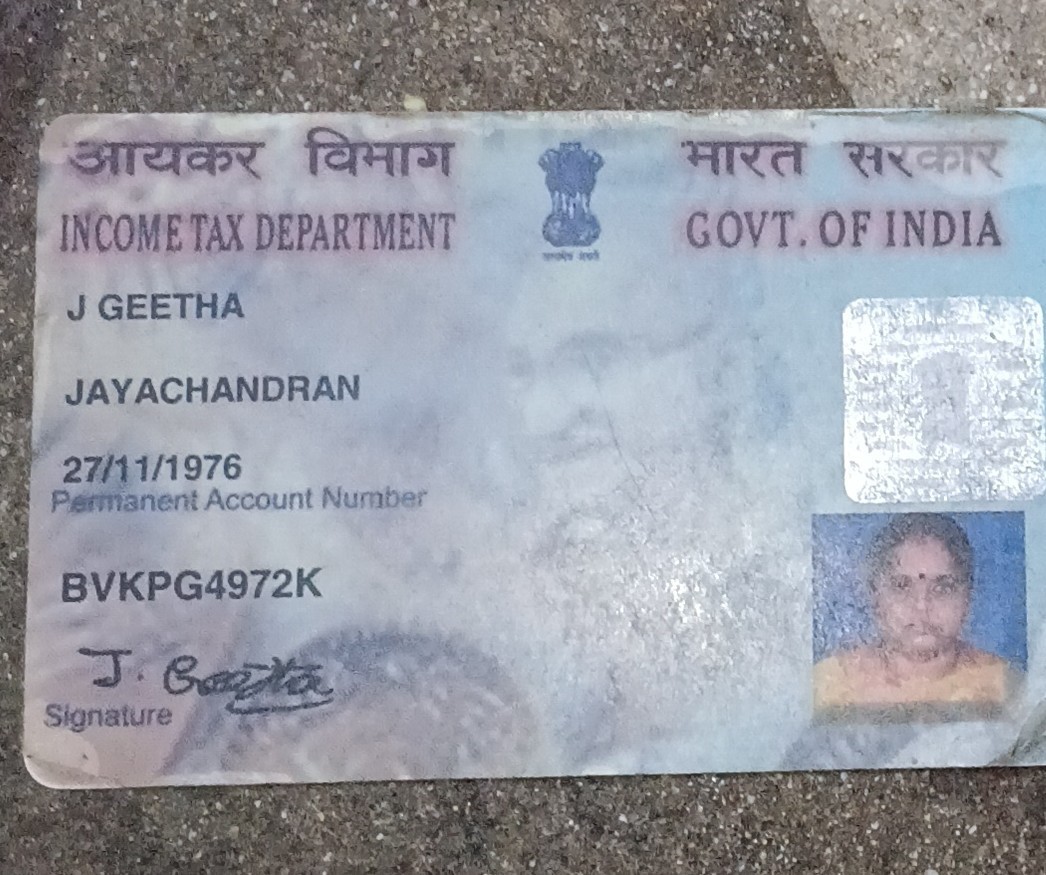 आयकर विभाग
INCOME TAX DEPARTMENT
भारत सरकार
GOVT. OF INDIA
J GEETHA
JAYACHANDRAN
27/11/1976
Permanent Account Number
BVKPG4972K
J. Geetha
Signature